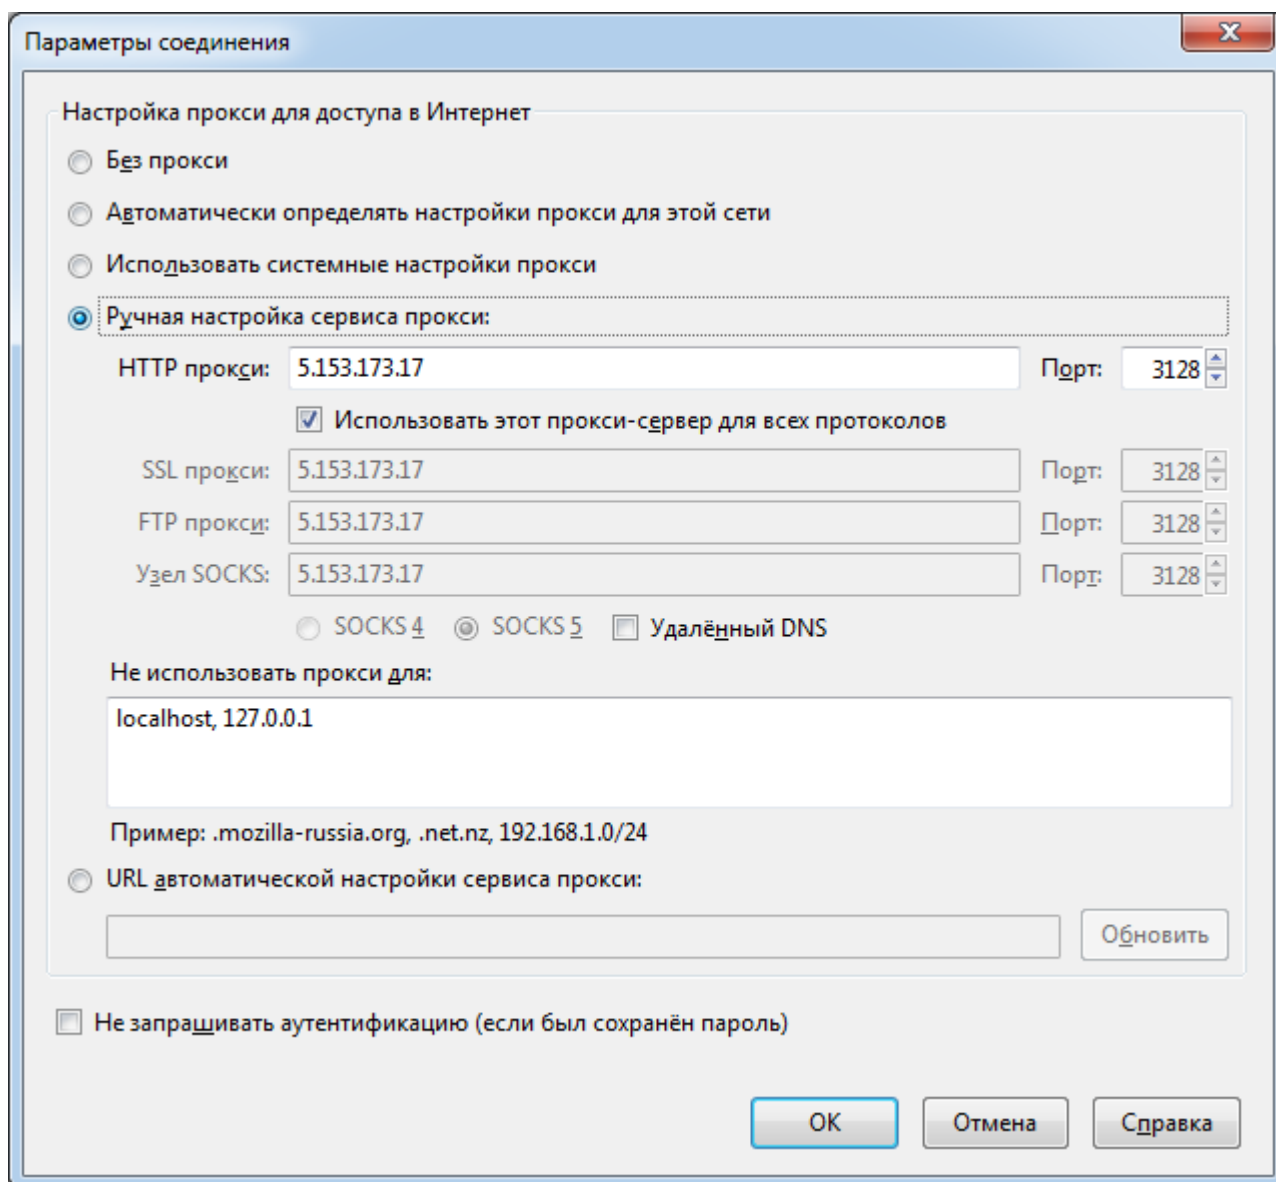 Параметры соединения
Настройка прокси для доступа в Интернет
Без прокси
Автоматически определять настройки прокси для этой сети
Использовать системные настройки прокси
Ручная настройка сервиса прокси:
HTTP прокси: 5.153.173.17 Порт: 3128
Использовать этот прокси-сервер для всех протоколов
SSL прокси: 5.153.173.17 Порт: 3128
FTP прокси: 5.153.173.17 Порт: 3128
Узел SOCKS: 5.153.173.17 Порт: 3128
SOCKS 4 SOCKS 5 Удалённый DNS
Не использовать прокси для:
localhost, 127.0.0.1
Пример: .mozilla-russia.org, .net.nz, 192.168.1.0/24
URL автоматической настройки сервиса прокси:
Обновить
Не запрашивать аутентификацию (если был сохранён пароль)
ОК Отмена Справка